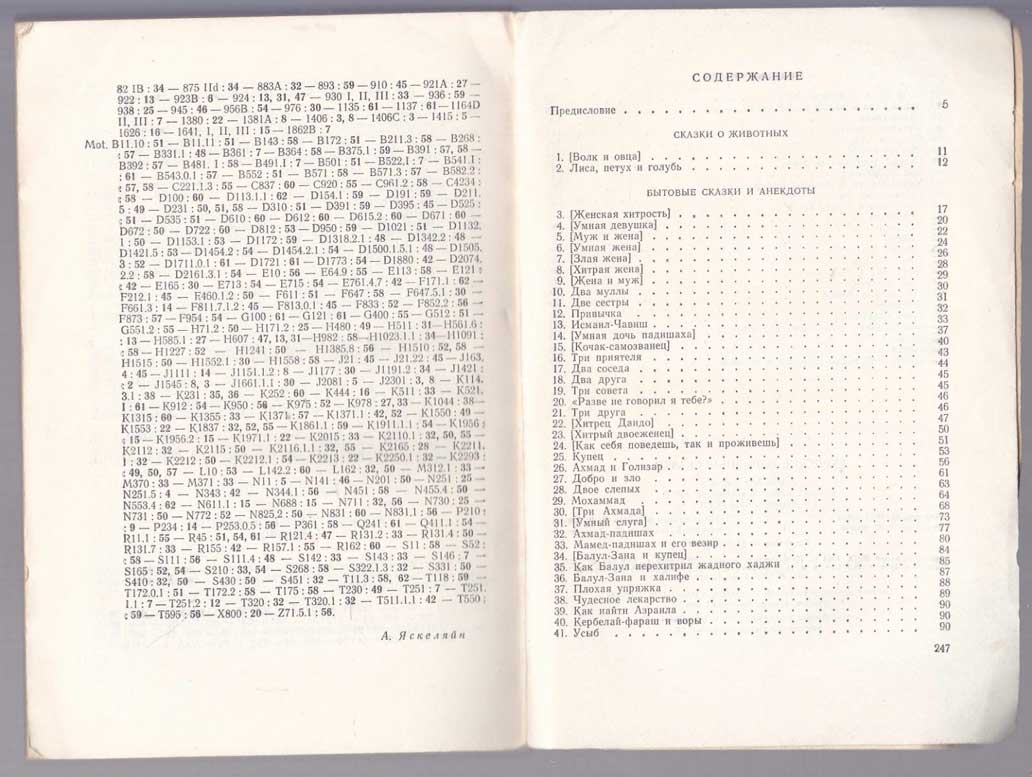 82 IB : 34 — 875 IId : 34 — 883A : 32 — 893 : 59 — 910 : 45 — 921A : 27 —
922 : 13 — 923B : 6 — 924 : 13, 31, 47 — 930 I, II, III : 33 — 936 : 59 —
938 : 25 — 945 : 46 — 956B : 54 — 976 : 30 — 1135 : 61 — 1137 : 61 — 1164D
II, III : 7 — 1380 : 22 — 1381A : 8 — 1406 : 3, 8 — 1406C : 3 — 1415 : 5 —
1626 : 16 — 1641, I, II, III : 15 — 1862B : 7
Mot. B11.10 : 51 — B11.11 : 51 — B143 : 58 — B172 : 51 — B211.3 : 58 — B268 :
: 57 — B331.1 : 48 — B361 : 7 — B364 : 58 — B375.1 : 59 — B391 : 57, 58 —
B392 : 57 — B481, I : 58 — B491.1 : 7 — B501 : 51 — B522.1 : 7 — B541.1 :
: 61 — B543.0.1 : 57 — B552 : 51 — B571 : 58 — B571.3 : 57 — B582.2 :
: 57, 58 — C221.1.3 : 55 — C837 : 60 — C920 : 55 — C961.2 : 58 — C4234 :
: 58 — D100 : 60 — D113.1.1 : 62 — D154.1 : 59 — D191 : 59 — D211.
5 : 49 — D231 : 50, 51, 58 — D310 : 51 — D391 : 59 — D395 : 45 — D525 :
: 51 — D535 : 51 — D610 : 60 — D612 : 60 — D615.2 : 60 — D671 : 60 —
D672 : 50 — D722 : 60 — D812 : 53 — D950 : 59 — D1021 : 51 — D1132.
1 : 50 — D1153.1 : 53 — D1172 : 59 — D1318.2.1 : 48 — D1342.2 : 48 —
D1421.5 : 53 — D1454.2 : 54 — D1454.2.1 : 54 — D1500.1.5.1 : 48 — D1505.
3 : 52 — D1711.0.1 : 61 — D1721 : 61 — D1773 : 54 — D1880 : 42 — D2074.
2.2 : 58 — D2161.3.1 : 54 — E10 : 56 — E64.9 : 55 — E113 : 58 — E121 :
: 42 — E165 : 30 — E713 : 54 — E715 : 54 — E761.4.7 : 42 — F171.1 : 62 —
F212.1 : 45 — E460.1.2 : 50 — F611 : 51 — F647 : 58 — F647.5.1 : 30 —
F661.3 : 14 — F811.7.1.2 : 45 — F813.0.1 : 45 — F833 : 52 — F852.2 : 56 —
F873 : 57 — F954 : 54 — G100 : 61 — G121 : 61 — G400 : 55 — G512 : 51 —
G551.2 : 55 — H71.2 : 50 — H171.2 : 25 — H480 : 49 — H511 : 31 — H561.6 :
: 13 — H585.1 : 27 — H607 : 47, 13, 31 — H982 : 58 — H1023.1.1 : 34 — H1091 :
: 58 — H1227 : 52 — H1241 : 50 — H1385.8 : 56 — H1510 : 52, 58 —
H1515 : 50 — H1552.1 : 30 — H1558 : 58 — J21 : 45 — J21.22 : 45 — J163.
4 : 45 — J1111 : 14 — J1151.1.2 : 8 — J1177 : 30 — J1191.2 : 34 — J1421 :
: 2 — J1545 : 8, 3 — J1661.1.1 : 30 — J2081 : 5 — J2301 : 3, 8 — K114.
3.1 : 38 — K231 : 35, 36 — K252 : 60 — K444 : 16 — K511 : 33 — K521.
1 : 61 — K912 : 54 — K950 : 56 — K975 : 52 — K978 : 27, 33 — K1044 : 38 —
K1315 : 60 — K1355 : 33 — K1371 : 57 — K1371.1 : 42, 52 — K1550 : 49 —
K1553 : 22 — K1837 : 32, 52, 55 — K1861.1 : 59 — K1911.1.1 : 54 — K1956 :
: 15 — K1956.2 : 15 — K1971.1 : 22 — K2015 : 33 — K2110.1 : 32, 50, 55 —
K2112 : 32 — K2115 : 50 — K2116.1.1 : 32, 55 — K2165 : 28 — K2211.
1 : 32 — K2212 : 50 — K2212.1 : 54 — K2213 : 22 — K2250.1 : 32 — K2293 :
: 49, 50, 57 — L10 : 53 — L142.2 : 60 — L162 : 32, 50 — M312.1 : 33 —
M370 : 33 — M371 : 33 — N11 : 5 — N141 : 46 — N201 : 50 — N251 : 25 —
N251.5 : 4 — N343 : 42 — N344.1 : 56 — N451 : 58 — N455.4 : 50 —
N553.4 : 62 — N611.1 : 15 — N688 : 15 — N711 : 32, 56 — N730 : 25 —
N731 : 50 — N772 : 52 — N825.2 : 50 — N831 : 60 — N831.1 : 56 — P210 :
: 9 — P234 : 14 — P253.0.5 : 56 — P361 : 58 — Q241 : 61 — Q411.1 : 54 —
R11.1 : 55 — R45 : 51, 54, 61 — R121.4 : 47 — R131.2 : 33 — R131.4 : 50 —
R131.7 : 33 — R155 : 42 — R157.1 : 55 — R162 : 60 — S11 : 58 — S52 :
: 58 — S111 : 56 — S111.4 : 48 — S142 : 33 — S143 : 33 — S146 : 7 —
S165 : 52, 54 — S210 : 33, 54 — S268 : 58 — S322.1.3 : 32 — S331 : 50 —
S410 : 32, 50 — S430 : 50 — S451 : 32 — T11.3 : 58, 62 — T118 : 59 —
T172.0.1 : 51 — T172.2 : 58 — T175 : 58 — T230 : 49 — T251 : 7 — T251.
1.1 : 7 — T251.2 : 12 — T320 : 32 — T320.1 : 32 — T511.1.1 : 42 — T550 :
: 59 — T595 : 56 — X800 : 20 — Z71.5.1 : 56.
А. Яскеляйн
СОДЕРЖАНИЕ
Предисловие . . . 5
СКАЗКИ О ЖИВОТНЫХ
1. [Волк и овца] . . . 11
2. Лиса, петух и голубь . . . 12
БЫТОВЫЕ СКАЗКИ И АНЕКДОТЫ
3. [Женская хитрость] . . . 17
4. [Умная девушка] . . . 20
5. [Муж и жена] . . . 22
6. [Умная жена] . . . 24
7. [Злая жена] . . . 26
8. [Хитрая жена] . . . 28
9. [Жена и муж] . . . 29
10. Два муллы . . . 30
11. Две сестры . . . 31
12. Привычка . . . 32
13. Исмаил-Чавиш . . . 33
14. [Умная дочь падишаха] . . . 37
15. [Кочак-самозванец] . . . 40
16. Три приятеля . . . 43
17. Два соседа . . . 44
18. Два друга . . . 45
19. Три совета . . . 45
20. «Разве не говорил я тебе?» . . . 46
21. Три друга . . . 46
22. [Хитрец Дандо] . . . 47
23. [Хитрый двоеженец] . . . 50
24. [Как себя поведешь, так и проживешь] . . . 51
25. Купец . . . 53
26. Ахмад и Голизар . . . 56
27. Добро и зло . . . 61
28. Двое слепых . . . 63
29. Мохаммад . . . 64
30. [Три Ахмада] . . . 68
31. [Умный слуга] . . . 73
32. Ахмад-падишах . . . 77
33. Мамед-падишах и его везир . . . 80
34. [Балул-Зана и купец] . . . 84
35. Как Балул перехитрил жадного хаджи . . . 85
36. Балул-Зана и халифе . . . 87
37. Плохая упряжка . . . 87
38. Чудесное лекарство . . . 88
39. Как найти Азраила . . . 89
40. Кербелай-фараш и воры . . . 90
41. Усыб . . . 90
247